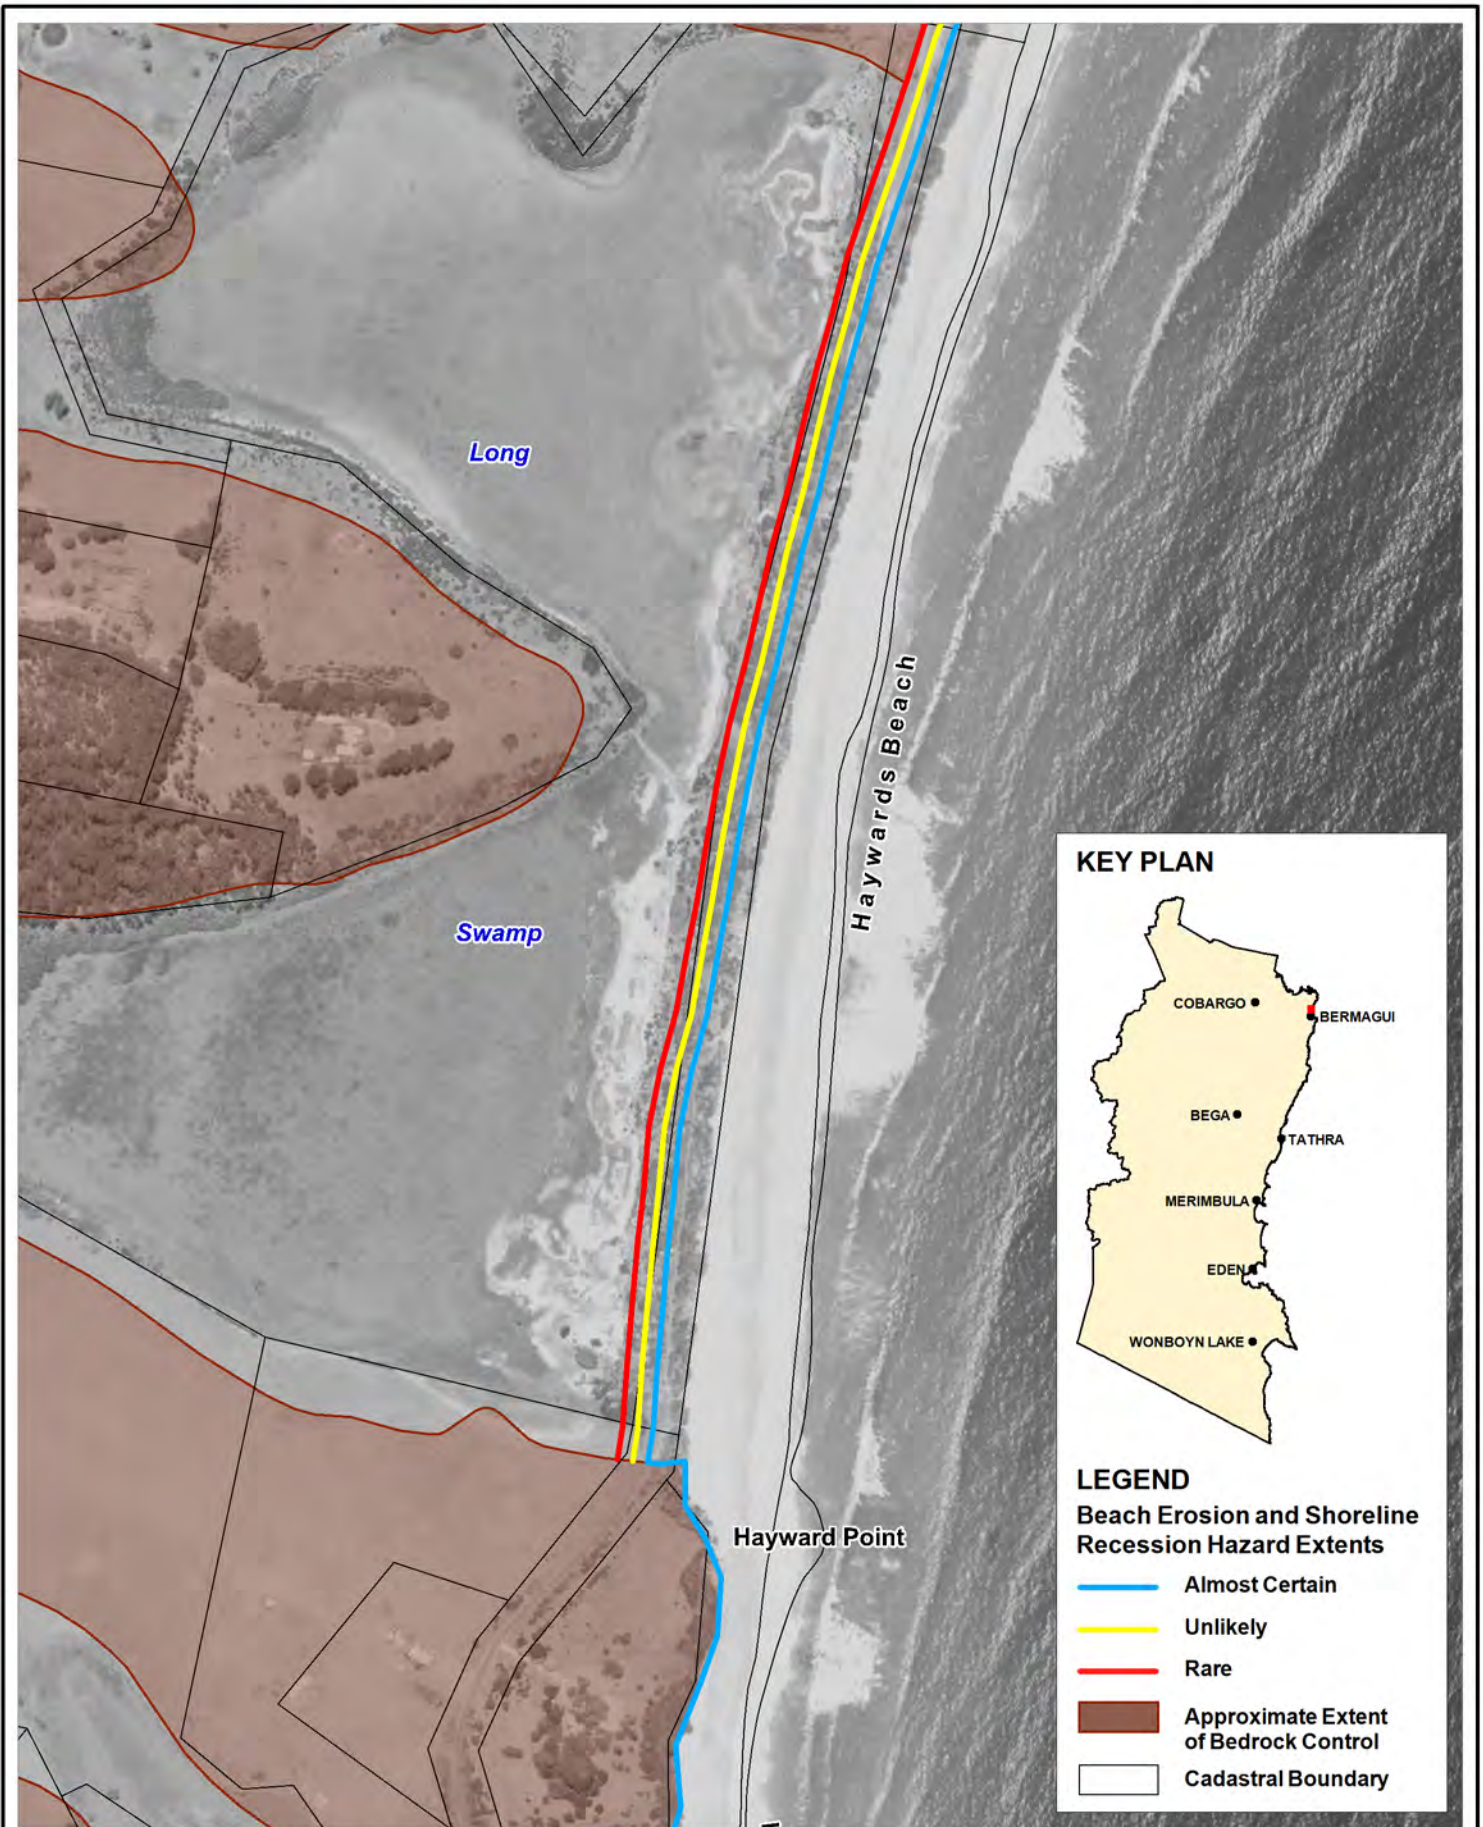 Long
Swamp
Haywards Beach
Hayward Point
KEY PLAN
COBARGO
BERMAGUI
BEGA
TATHRA
MERIMBULA
EDEN
WONBOYN LAKE
LEGEND
Beach Erosion and Shoreline
Recession Hazard Extents
Almost Certain
Unlikely
Rare
Approximate Extent
of Bedrock Control
Cadastral Boundary